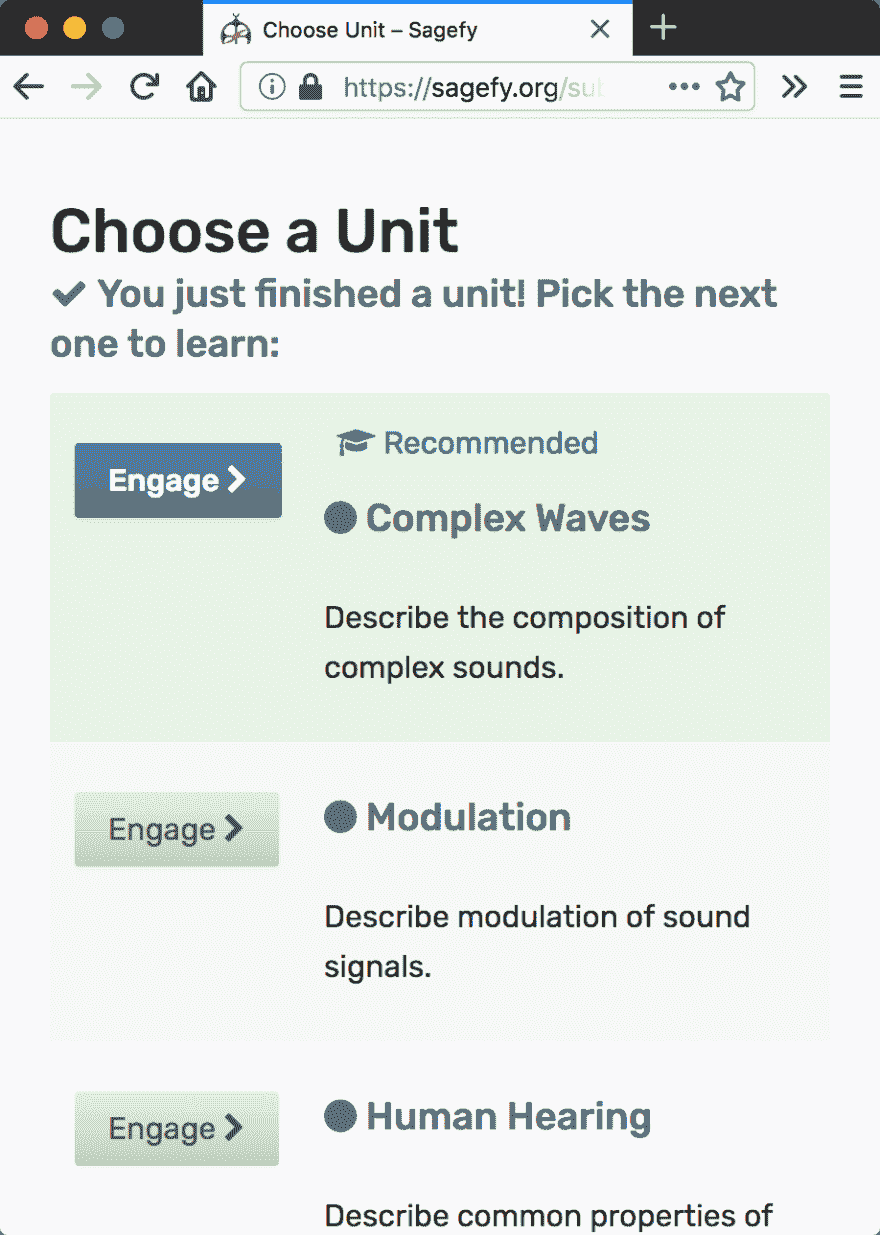 Choose Unit – Sagefy
https://sagefy.org/su
Choose a Unit
You just finished a unit! Pick the next
one to learn:
Recommended
Engage
Complex Waves
Describe the composition of
complex sounds.
Engage
Modulation
Describe modulation of sound
signals.
Engage
Human Hearing
Describe common properties of